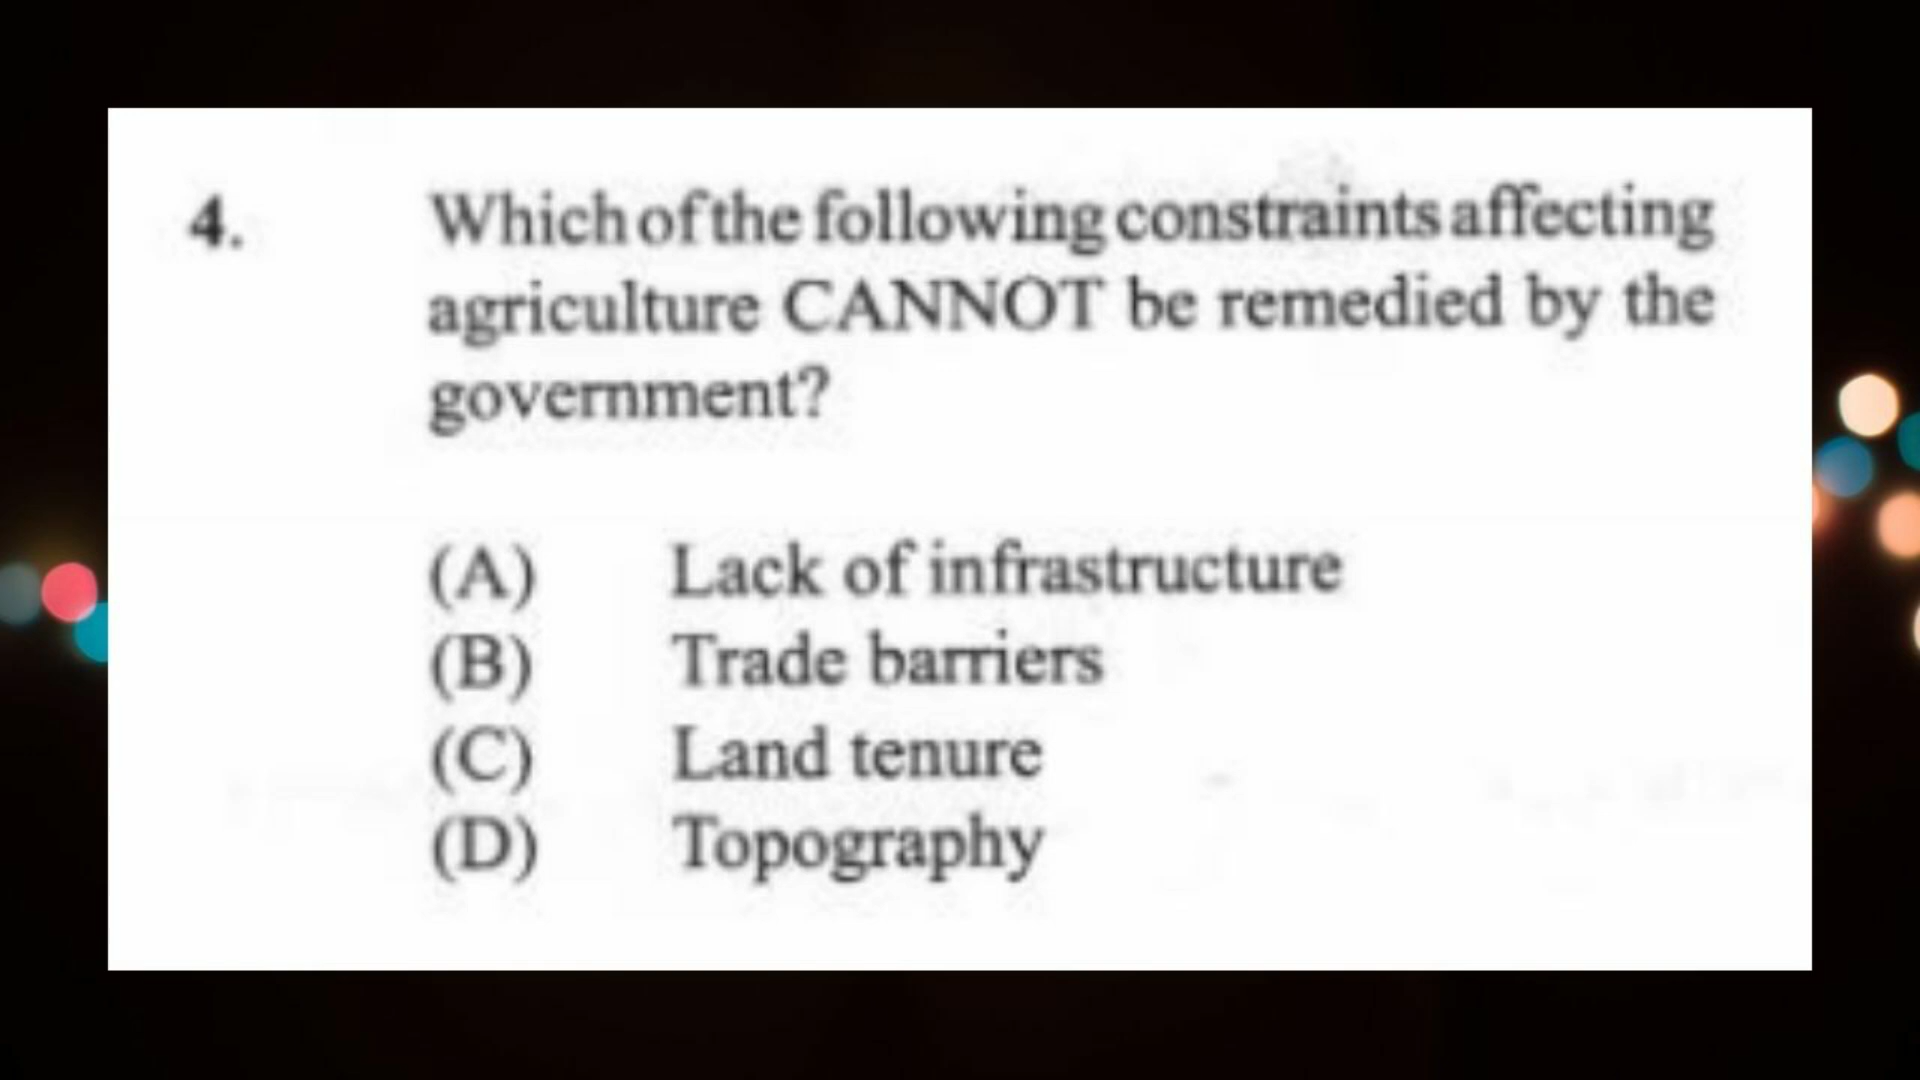 4. Which of the following constraints affecting
agriculture CANNOT be remedied by the
government?
(A) Lack of infrastructure
(B) Trade barriers
(C) Land tenure
(D) Topography